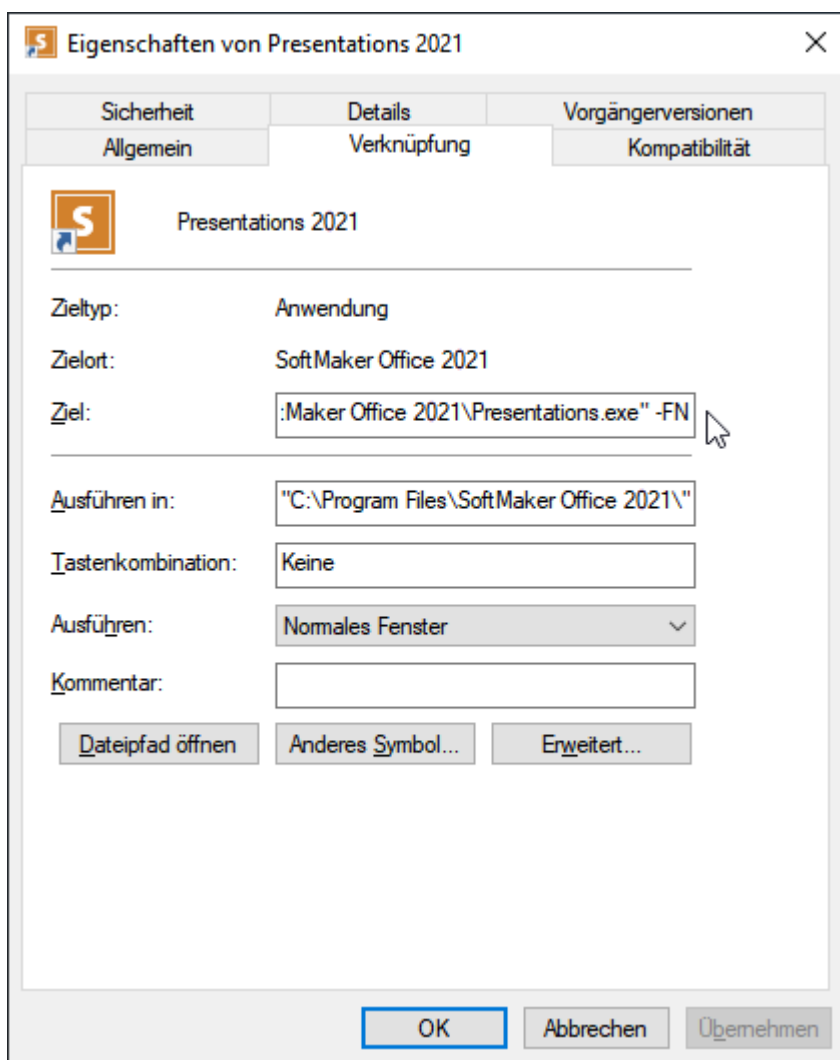 S
Eigenschaften von Presentations 2021
Sicherheit Details Vorgängerversionen
Allgemein Verknüpfung Kompatibilität
S
Presentations 2021
Zieltyp: Anwendung
Zielort: SoftMaker Office 2021
Ziel: :Maker Office 2021\Presentations.exe" -FN
Ausführen in: "C:\Program Files\SoftMaker Office 2021\"
Tastenkombination: Keine
Ausführen: Normales Fenster
Kommentar:
Dateipfad öffnen Anderes Symbol... Erweitert...
OK Abbrechen Übernehmen